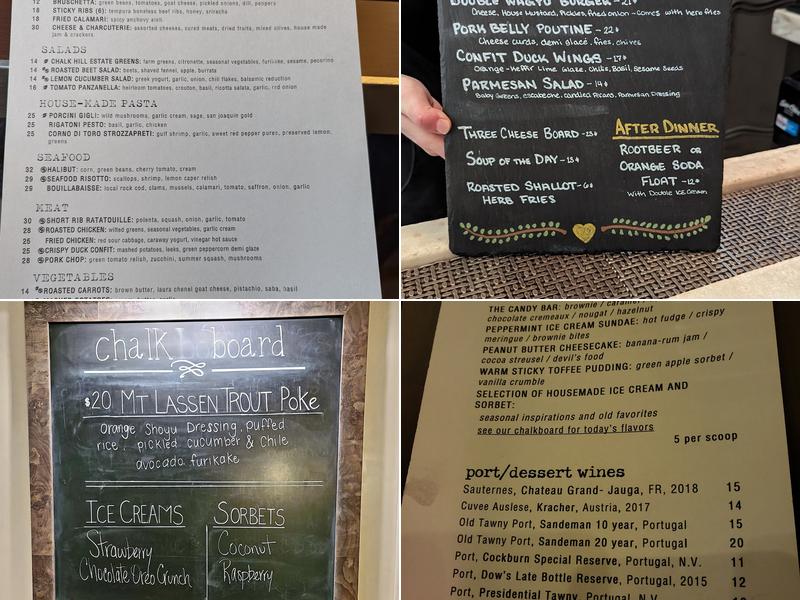 12 BRUSCHETTA: green beans, tomatoes, goat cheese, pickled onions, dill, peppers
18 STICKY RIBS (6): tempura boneless beef ribs, honey, sriracha
18 FRIED CALAMARI: spicy anchovy aioli
30 CHEESE & CHARCUTERIE: assorted cheeses, cured meats, dried fruits, mixed olives, house made
jam & crackers
SALADS
14 CHALK HILL ESTATE GREENS: farm greens, citronette, seasonal vegetables, furikake, sesame, pecorino
14 ROASTED BEET SALAD: beets, shaved fennel, apple, burrata
14 LEMON CUCUMBER SALAD: greek yogurt, garlic, onion, chili flakes, balsamic reduction
16 TOMATO PANZANELLA: heirloom tomatoes, crouton, basil, ricotta salata, garlic, red onion
HOUSE-MADE PASTA
25 PORCINI GIGLI: wild mushrooms, garlic cream, sage, san joaquin gold
25 RIGATONI PESTO: basil, garlic, chicken
25 CORNO DI TORO STROZZAPRETI: gulf shrimp, garlic, sweet red pepper puree, preserved lemon,
greens
SEAFOOD
32 HALIBUT: corn, green beans, cherry tomato, cream
29 SEAFOOD RISOTTO: scallops, shrimp, lemon caper relish
29 BOUILLABAISSE: local rock cod, clams, mussels, calamari, tomato, saffron, onion, garlic
MEAT
30 SHORT RIB RATATOUILLE: polenta, squash, onion, garlic, tomato
28 ROASTED CHICKEN: wilted greens, seasonal vegetables, garlic cream
25 FRIED CHICKEN: red sour cabbage, caraway yogurt, vinegar hot sauce
25 CRISPY DUCK CONFIT: mashed potatoes, leeks, green peppercorn demi glaze
28 PORK CHOP: green tomato relish, zucchini, summer squash, mushrooms
VEGETABLES
14 ROASTED CARROTS: brown butter, laura chenel goat cheese, pistachio, saba, basil
DOUBLE WAGYU BURGER -21
Cheese, House Mustard, Pickles, Fried onion - comes with herb fries
PORK BELLY POUTINE - 22
Cheese curds, demi glaze, fries, chives
CONFIT DUCK WINGS - 17
Orange - Lime Glaze, Chilis, Basil, Sesame Seeds
PARMESAN SALAD - 14
Baby Greens, escabeche, candied Pecans, Parmesan Dressing
THREE CHEESE BOARD -15
SOUP OF THE DAY - 15
ROASTED SHALLOT- 6
HERB FRIES
AFTER DINNER
ROOTBEER OR
ORANGE SODA
FLOAT -12
With Double Ice Cream
chalk board
$20 MT LASSEN TROUT POKE
Orange Shoyu Dressing, puffed
rice, pickled cucumber & Chile
avocado furikake
ICE CREAMS
Strawberry
Chocolate Oreo Crunch
SORBETS
Coconut
Raspberry
THE CANDY BAR: brownie / caramel
chocolate cremeaux / nougat / hazelnut
PEPPERMINT ICE CREAM SUNDAE: hot fudge / crispy
meringue / brownie bites
PEANUT BUTTER CHEESECAKE: banana-rum jam /
cocoa streusel / devil's food
WARM STICKY TOFFEE PUDDING: green apple sorbet /
vanilla crumble
SELECTION OF HOUSEMADE ICE CREAM AND
SORBET:
seasonal inspirations and old favorites
see our chalkboard for today's flavors
5 per scoop
port/dessert wines
Sauternes, Chateau Grand- Jauga, FR, 2018 15
Cuvee Auslese, Kracher, Austria, 2017 14
Old Tawny Port, Sandeman 10 year, Portugal 15
Old Tawny Port, Sandeman 20 year, Portugal 20
Port, Cockburn Special Reserve, Portugal, N.V. 11
Port, Dow's Late Bottle Reserve, Portugal, 2015 12
Port, Presidential Tawny, Portugal, N.V.